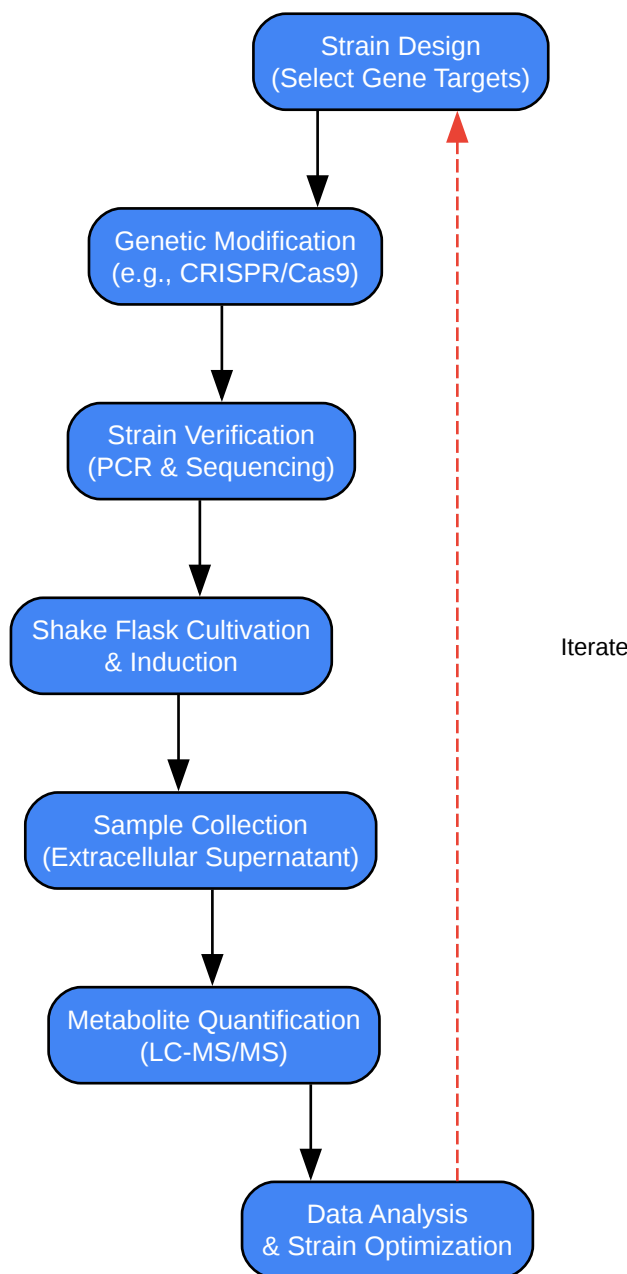 Strain Design
(Select Gene Targets)
Genetic Modification
(e.g., CRISPR/Cas9)
Strain Verification
(PCR & Sequencing)
Shake Flask Cultivation
& Induction
Iterate
Sample Collection
(Extracellular Supernatant)
Metabolite Quantification
(LC-MS/MS)
Data Analysis
& Strain Optimization